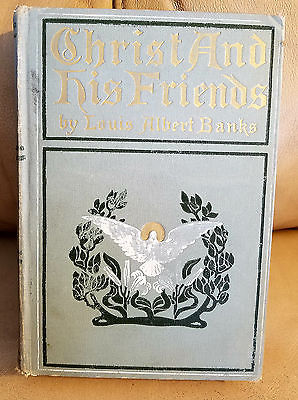 Christ And
his Friends
by Louis Albert Banks